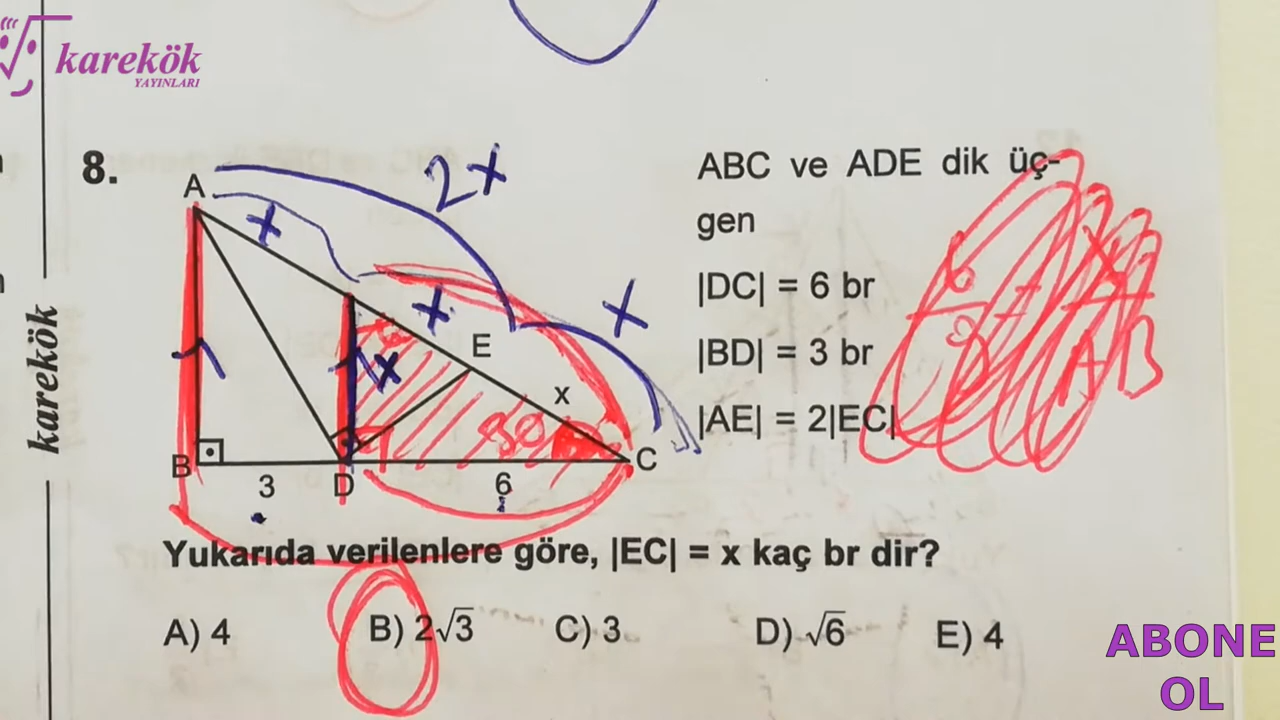 karekök
YAYINLARI
8.
A
2x
x
x
x
x
E
x
80
B
3
D
6
C
ABC ve ADE dik üç-
gen
|DC| = 6 br
|BD| = 3 br
|AE| = 2|EC|
karekök
Yukarıda verilenlere göre, |EC| = x kaç br dir?
A) 4 B) 2√3 C) 3 D) √6 E) 4
ABONE
OL